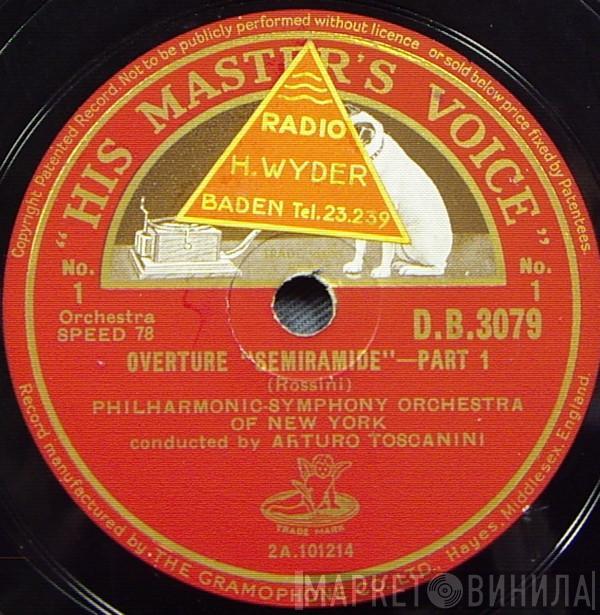 Copyright. Patented Record. Not to be publicly performed without licence or sold below price fixed by Patentees.
"HIS MASTER'S VOICE"
RADIO
H. WYDER
BADEN Tel. 23.239
No.
1
No.
1
Orchestra
SPEED 78
D.B.3079
OVERTURE "SEMIRAMIDE"—PART 1
(Rossini)
PHILHARMONIC-SYMPHONY ORCHESTRA
OF NEW YORK
conducted by ARTURO TOSCANINI
TRADE MARK
2A.101214
Record manufactured by THE GRAMOPHONE CO. LTD., Hayes, Middlesex, England.
МАРКЕТ ВИНИЛА